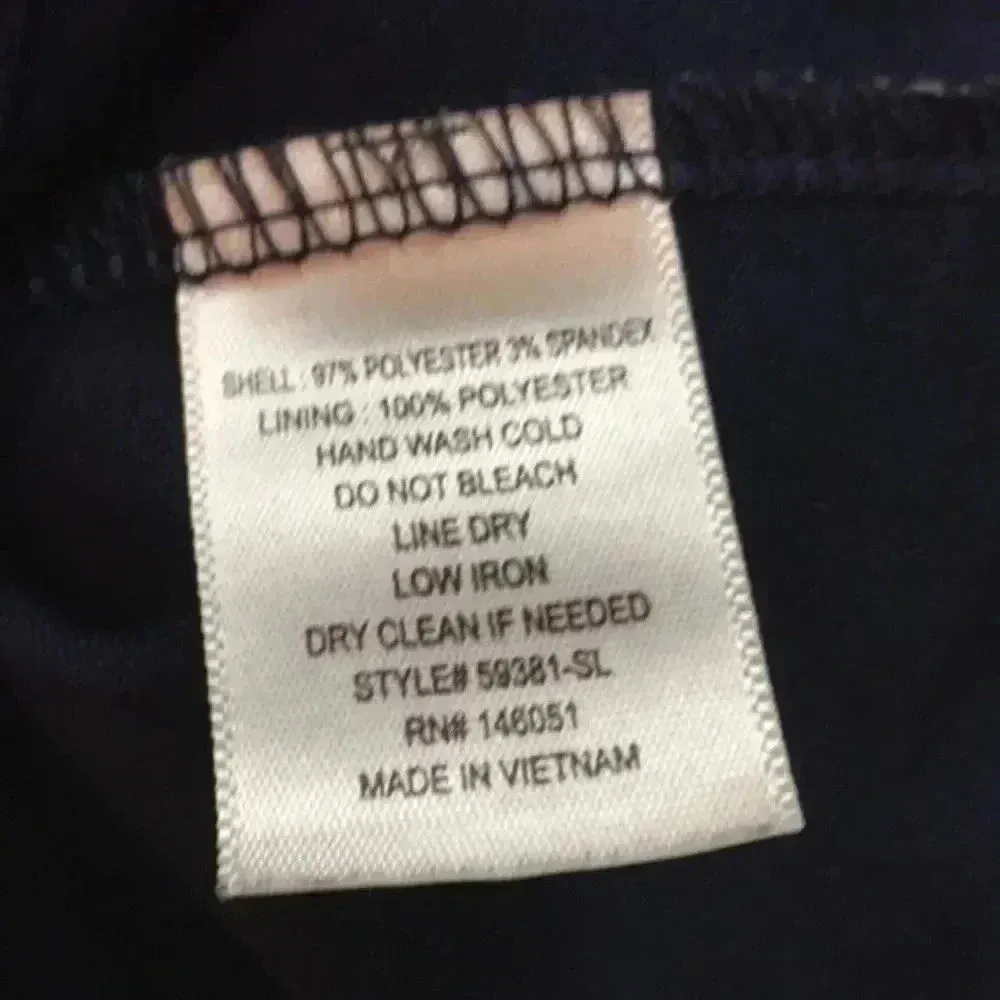 SHELL : 97% POLYESTER 3% SPANDEX
LINING : 100% POLYESTER
HAND WASH COLD
DO NOT BLEACH
LINE DRY
LOW IRON
DRY CLEAN IF NEEDED
STYLE# 59381-SL
RN# 146051
MADE IN VIETNAM